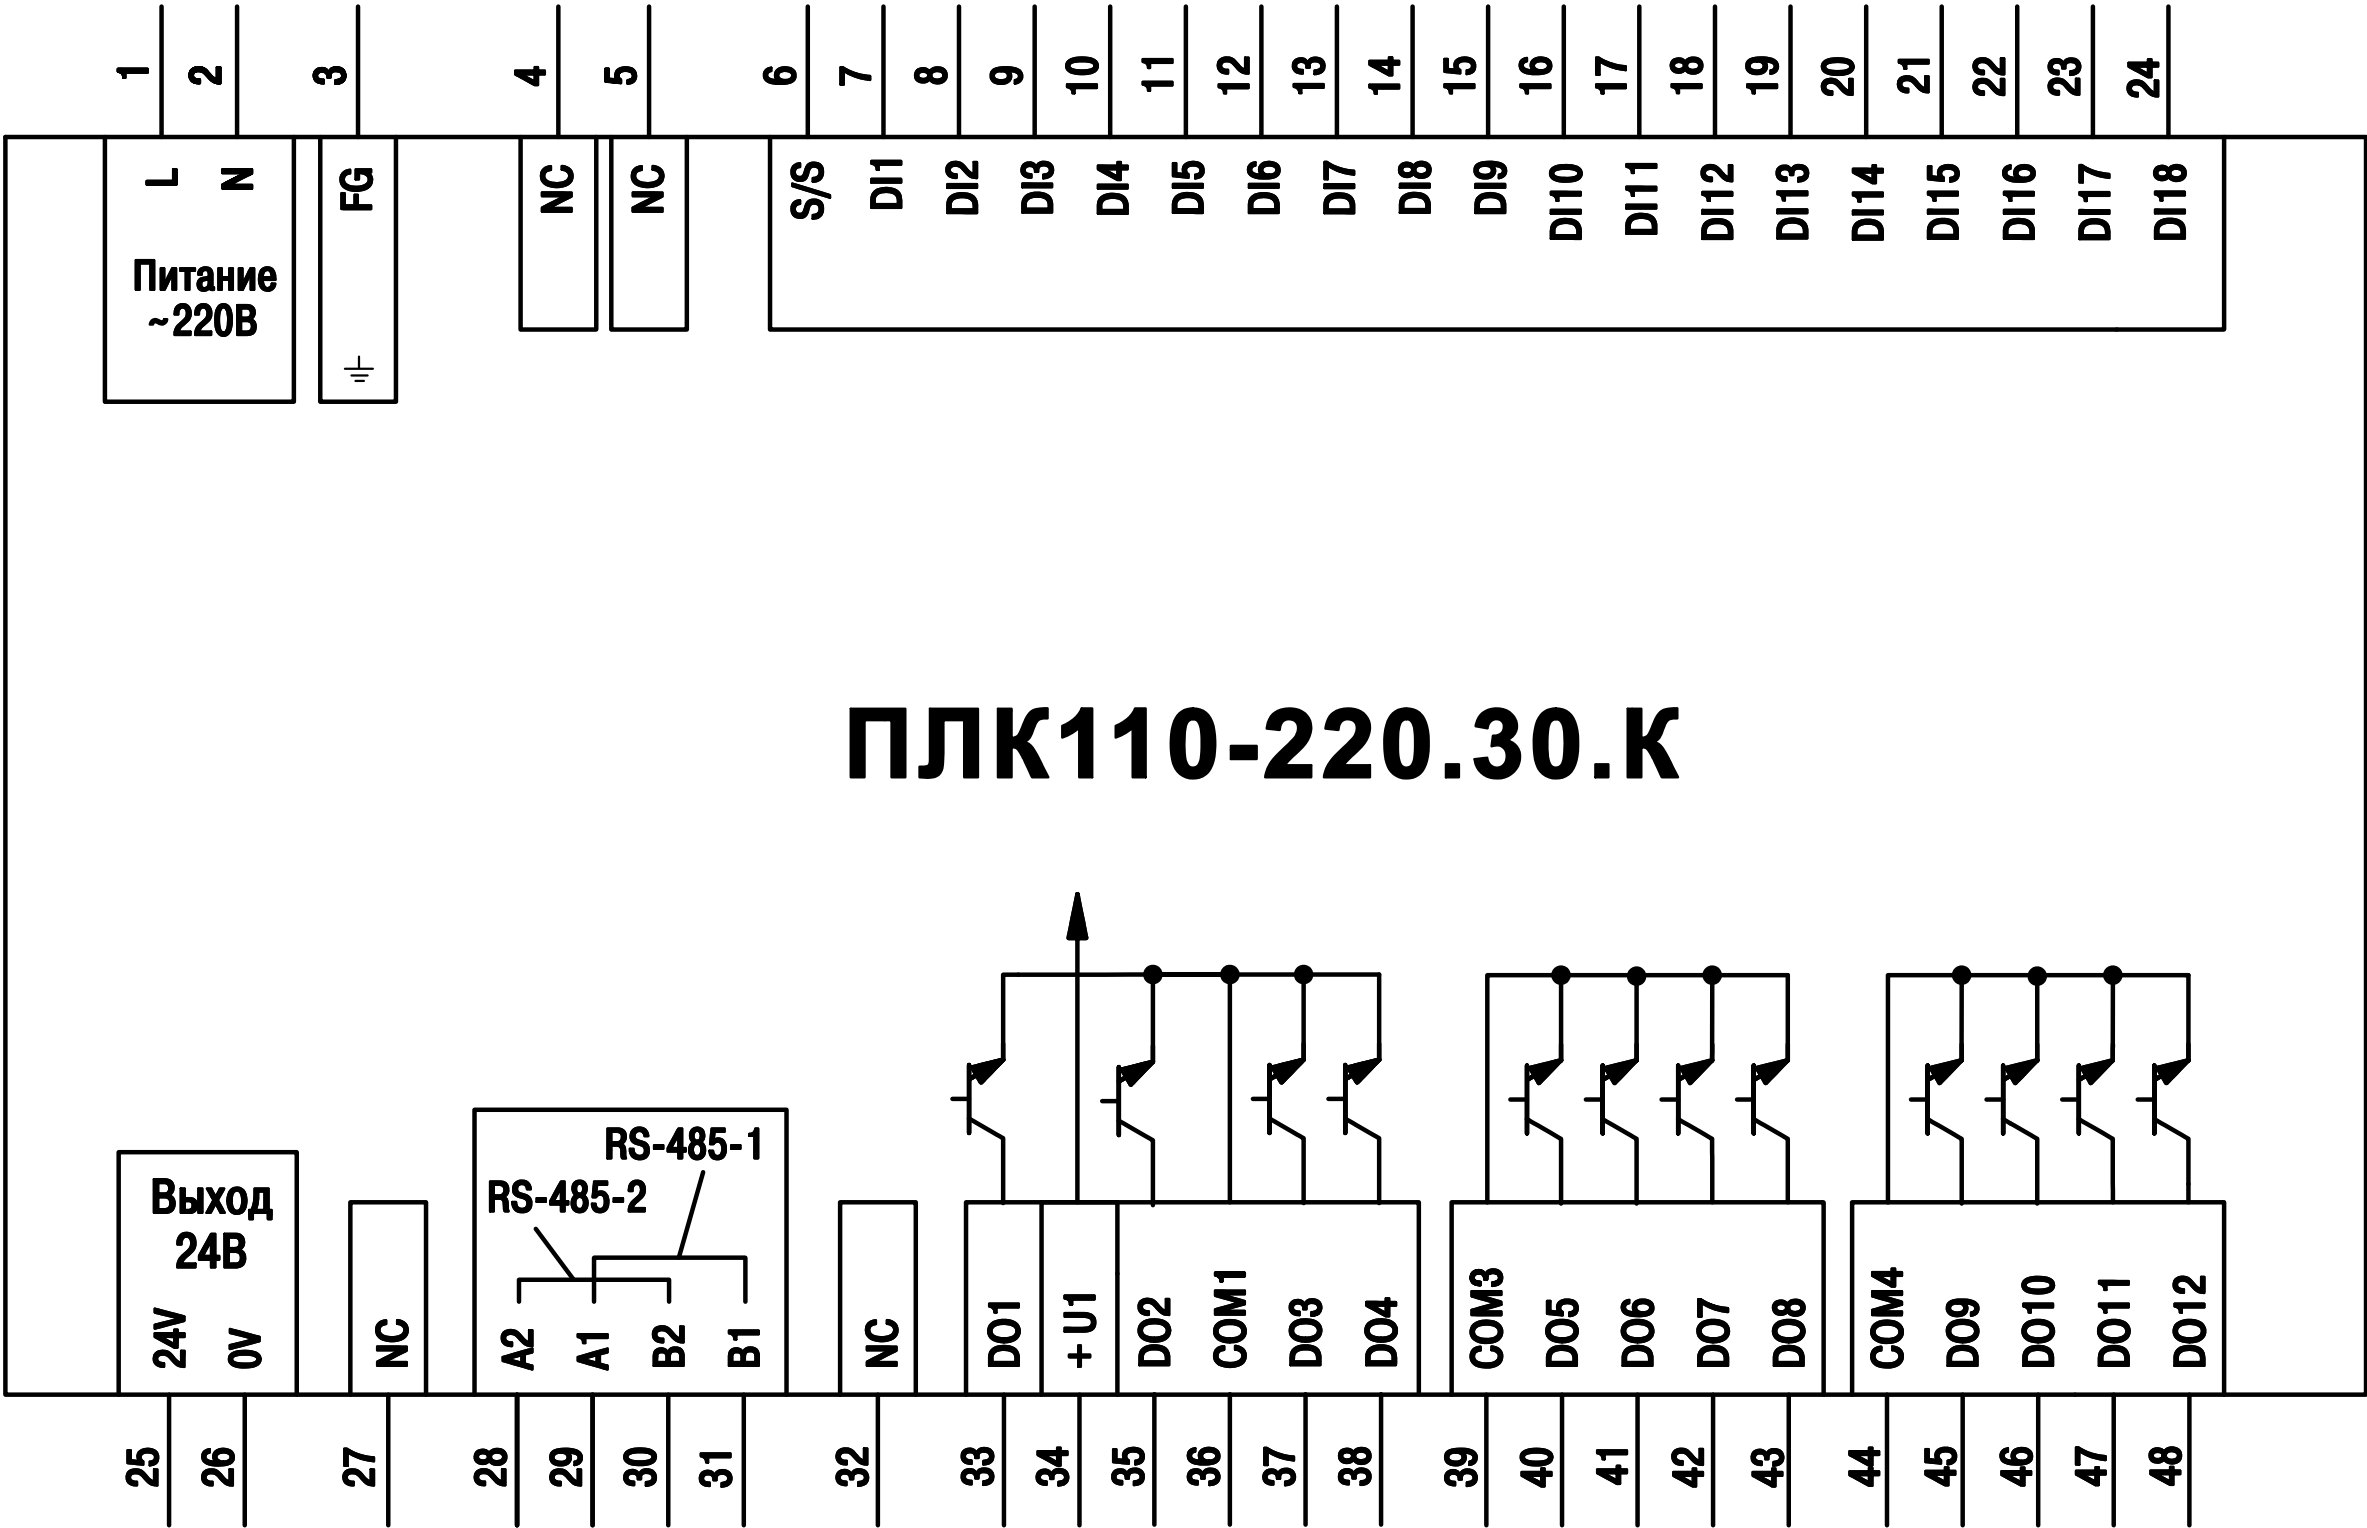 1 2 3 4 5 6 7 8 9 10 11 12 13 14 15 16 17 18 19 20 21 22 23 24
L N FG NC NC S/S DI1 DI2 DI3 DI4 DI5 DI6 DI7 DI8 DI9 DI10 DI11 DI12 DI13 DI14 DI15 DI16 DI17 DI18
Питание
~220В
ПЛК110-220.30.К
RS-485-1
RS-485-2
Выход
24В
24V 0V NC A2 A1 B2 B1 NC DO1 +U1 DO2 COM1 DO3 DO4 COM3 DO5 DO6 DO7 DO8 COM4 DO9 DO10 DO11 DO12
25 26 27 28 29 30 31 32 33 34 35 36 37 38 39 40 41 42 43 44 45 46 47 48